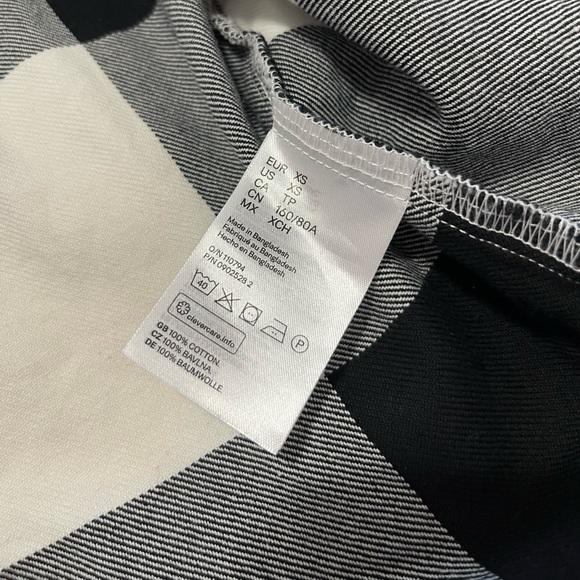 EUR XS
US XS
CA TP
CN 160/80A
MX XCH
Made in Bangladesh
Fabriqué au Bangladesh
Hecho en Bangladesh
O/N 110794
P/N 0902528 2
40
P
clevercare.info
GB 100% COTTON.
CZ 100% BAVLNA.
DE 100% BAUMWOLLE.